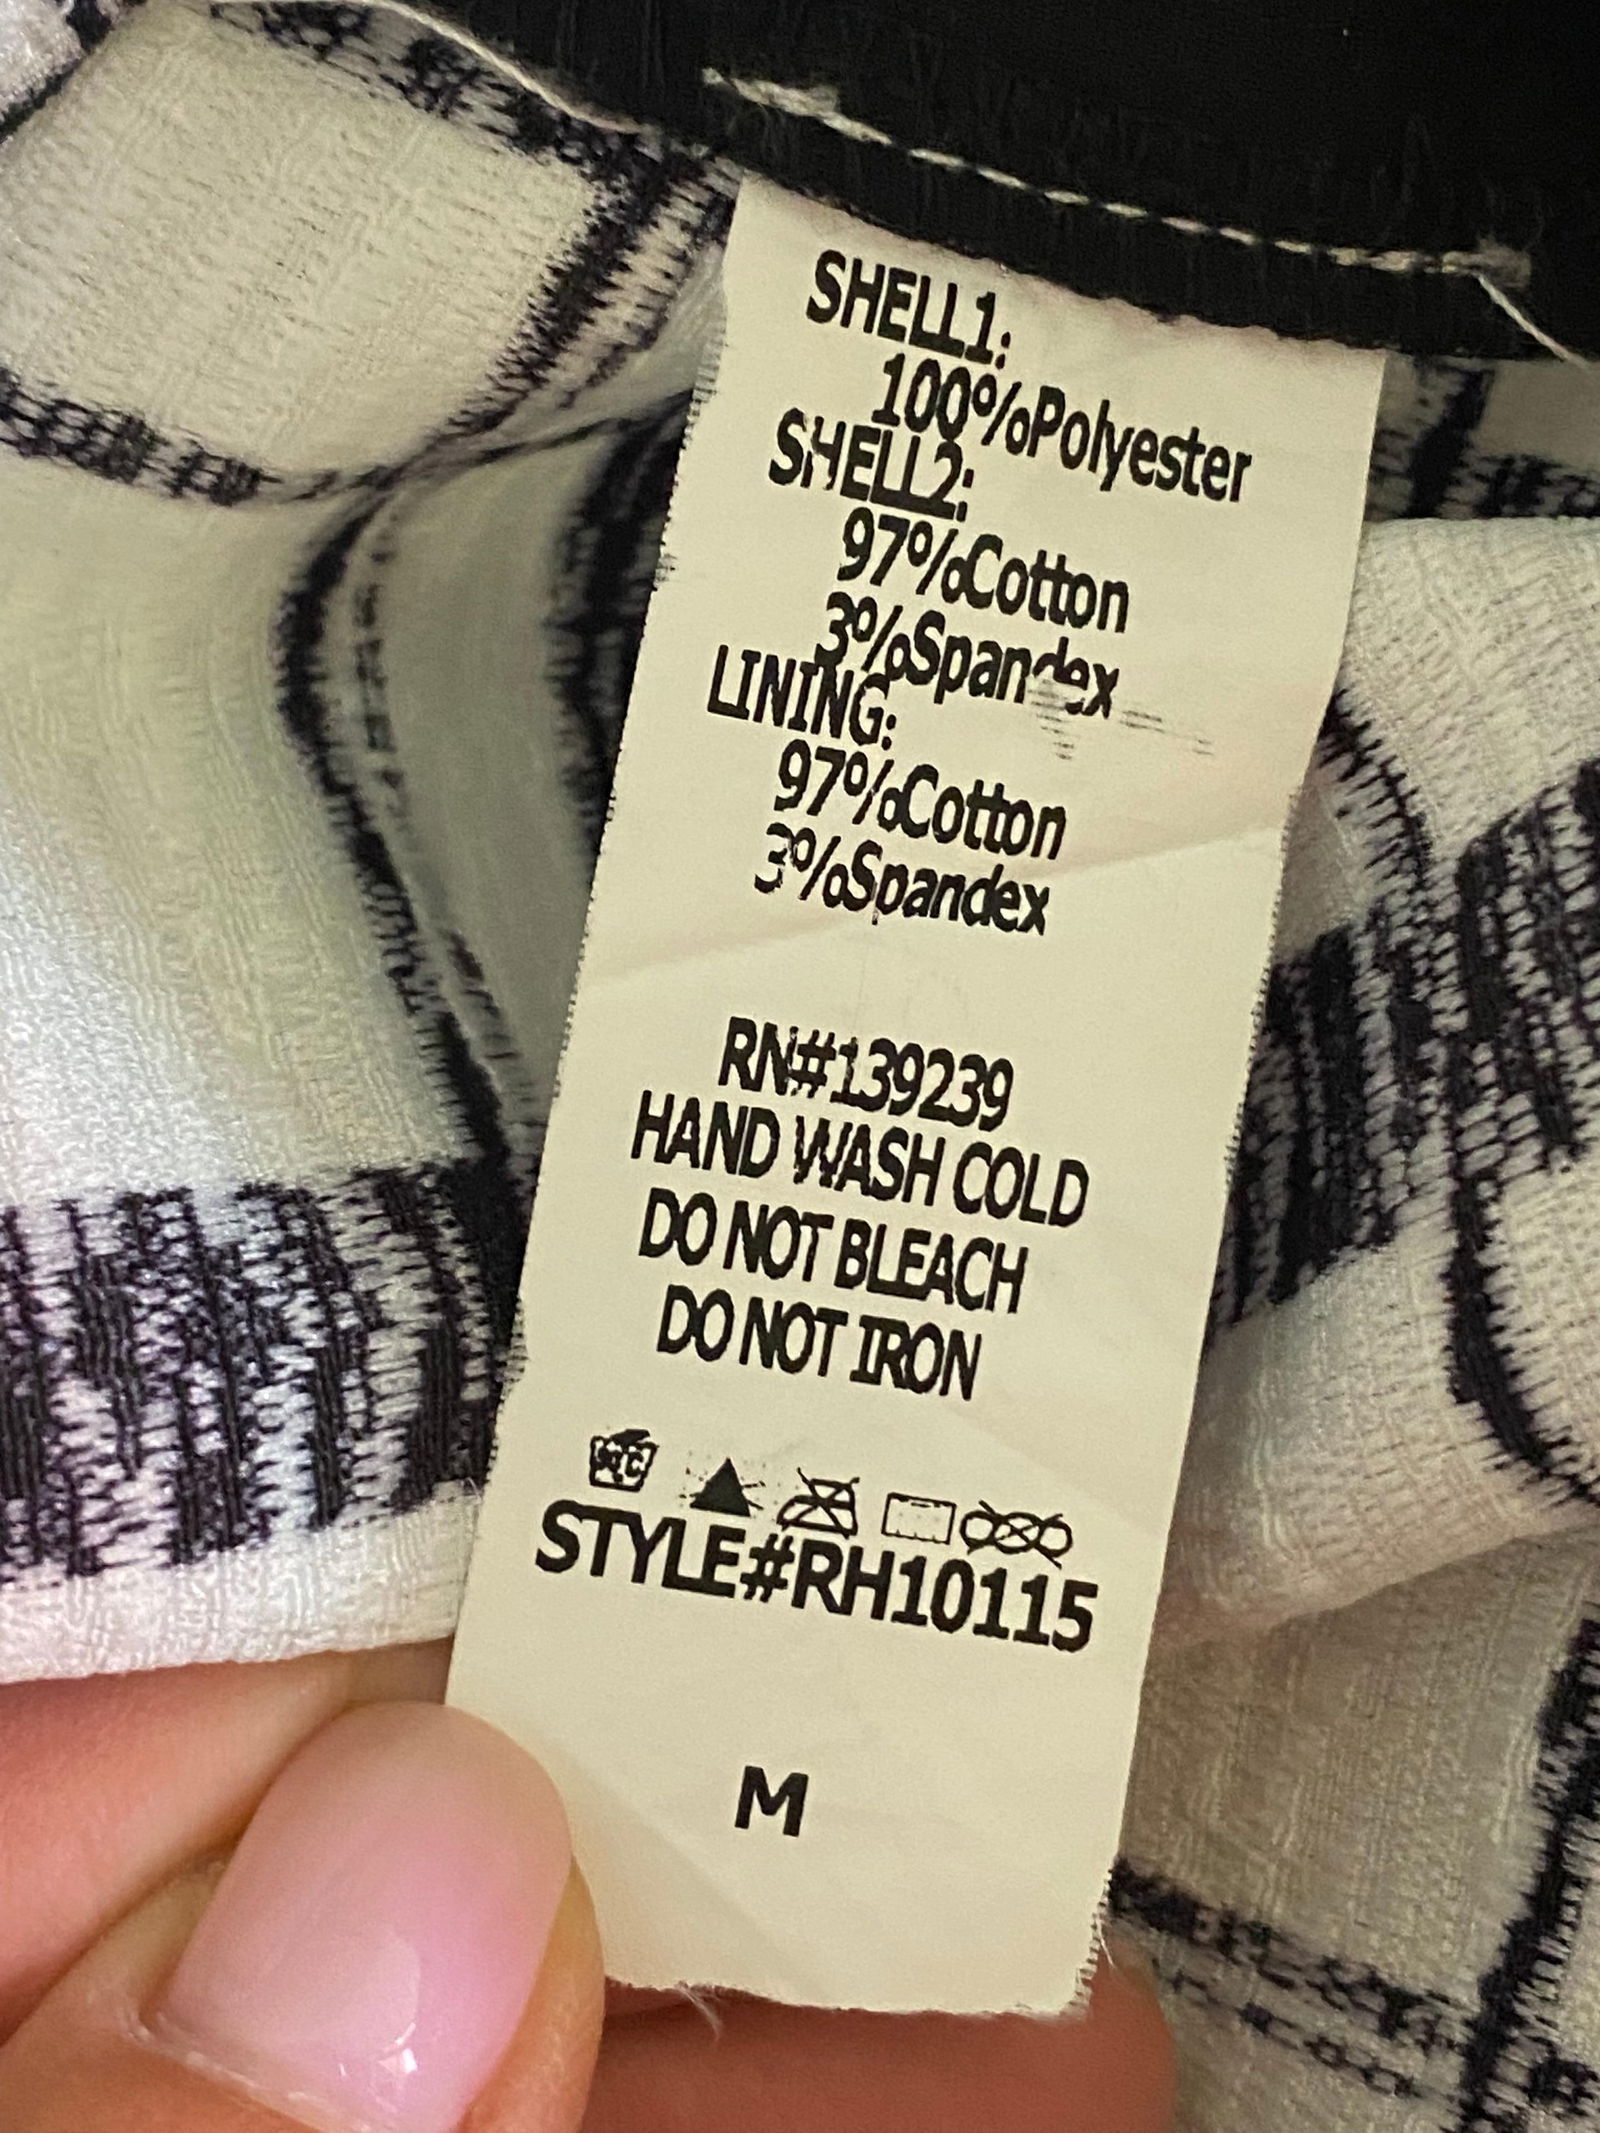 SHELL1:
100%Polyester
SHELL2:
97%Cotton
3%Spandex
LINING:
97%Cotton
3%Spandex
RN#139239
HAND WASH COLD
DO NOT BLEACH
DO NOT IRON
STYLE#RH10115
M